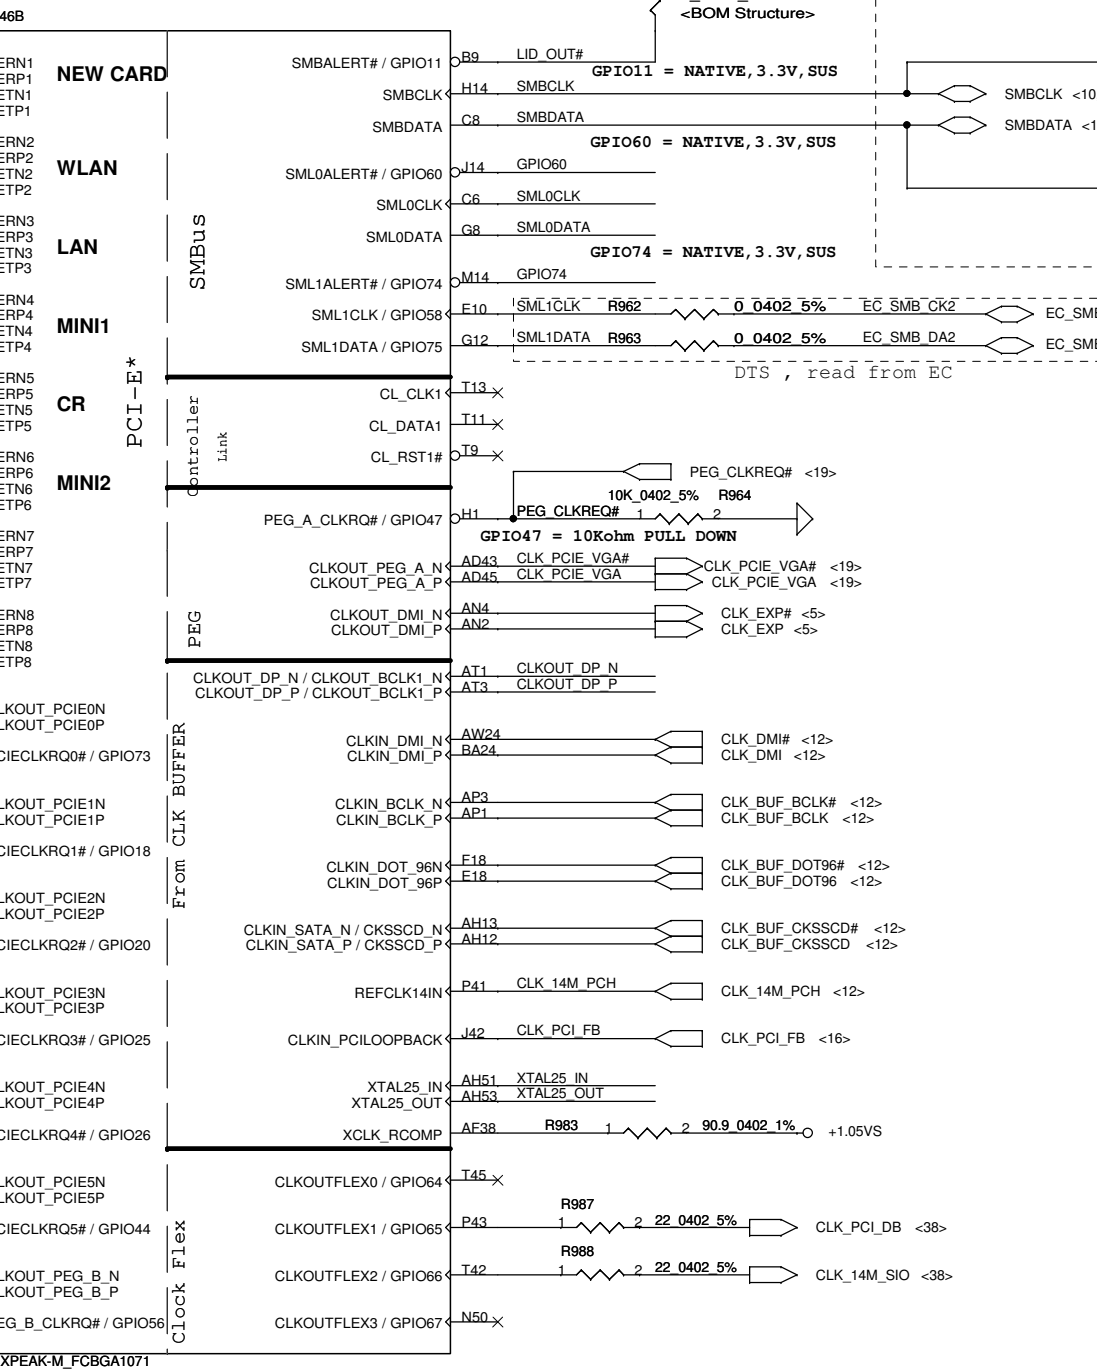 46B
<BOM Structure>
ERN1
ERP1
ETN1
ETP1
NEW CARD
ERN2
ERP2
ETN2
ETP2
WLAN
ERN3
ERP3
ETN3
ETP3
LAN
ERN4
ERP4
ETN4
ETP4
MINI1
ERN5
ERP5
ETN5
ETP5
CR
ERN6
ERP6
ETN6
ETP6
MINI2
ERN7
ERP7
ETN7
ETP7
ERN8
ERP8
ETN8
ETP8
PCI-E*
LKOUT_PCIE0N
LKOUT_PCIE0P
CIECLKRQ0# / GPIO73
LKOUT_PCIE1N
LKOUT_PCIE1P
CIECLKRQ1# / GPIO18
LKOUT_PCIE2N
LKOUT_PCIE2P
CIECLKRQ2# / GPIO20
LKOUT_PCIE3N
LKOUT_PCIE3P
CIECLKRQ3# / GPIO25
LKOUT_PCIE4N
LKOUT_PCIE4P
CIECLKRQ4# / GPIO26
LKOUT_PCIE5N
LKOUT_PCIE5P
CIECLKRQ5# / GPIO44
LKOUT_PEG_B_N
LKOUT_PEG_B_P
EG_B_CLKRQ# / GPIO56
XPEAK-M_FCBGA1071
SMBus
SMBALERT# / GPIO11 B9 LID_OUT#
GPIO11 = NATIVE,3.3V,SUS
SMBCLK H14 SMBCLK SMBCLK <10
SMBDATA C8 SMBDATA SMBDATA <1
GPIO60 = NATIVE,3.3V,SUS
SML0ALERT# / GPIO60 J14 GPIO60
SML0CLK C6 SML0CLK
SML0DATA G8 SML0DATA
GPIO74 = NATIVE,3.3V,SUS
SML1ALERT# / GPIO74 M14 GPIO74
SML1CLK / GPIO58 E10 SML1CLK R962 0_0402_5% EC_SMB_CK2 EC_SMB
SML1DATA / GPIO75 G12 SML1DATA R963 0_0402_5% EC_SMB_DA2 EC_SMB
DTS , read from EC
Controller
Link
CL_CLK1 T13
CL_DATA1 T11
CL_RST1# T9
PEG_CLKREQ# <19>
10K_0402_5% R964
PEG_A_CLKRQ# / GPIO47 H1 PEG_CLKREQ# 1 2
GPIO47 = 10Kohm PULL DOWN
PEG
CLKOUT_PEG_A_N AD43 CLK_PCIE_VGA# CLK_PCIE_VGA# <19>
CLKOUT_PEG_A_P AD45 CLK_PCIE_VGA CLK_PCIE_VGA <19>
CLKOUT_DMI_N AN4 CLK_EXP# <5>
CLKOUT_DMI_P AN2 CLK_EXP <5>
From CLK BUFFER
CLKOUT_DP_N / CLKOUT_BCLK1_N AT1 CLKOUT_DP_N
CLKOUT_DP_P / CLKOUT_BCLK1_P AT3 CLKOUT_DP_P
CLKIN_DMI_N AW24 CLK_DMI# <12>
CLKIN_DMI_P BA24 CLK_DMI <12>
CLKIN_BCLK_N AP3 CLK_BUF_BCLK# <12>
CLKIN_BCLK_P AP1 CLK_BUF_BCLK <12>
CLKIN_DOT_96N F18 CLK_BUF_DOT96# <12>
CLKIN_DOT_96P E18 CLK_BUF_DOT96 <12>
CLKIN_SATA_N / CKSSCD_N AH13 CLK_BUF_CKSSCD# <12>
CLKIN_SATA_P / CKSSCD_P AH12 CLK_BUF_CKSSCD <12>
REFCLK14IN P41 CLK_14M_PCH CLK_14M_PCH <12>
CLKIN_PCILOOPBACK J42 CLK_PCI_FB CLK_PCI_FB <16>
XTAL25_IN AH51 XTAL25_IN
XTAL25_OUT AH53 XTAL25_OUT
XCLK_RCOMP AF38 R983 1 2 90.9_0402_1% +1.05VS
Clock Flex
CLKOUTFLEX0 / GPIO64 T45
R987
CLKOUTFLEX1 / GPIO65 P43 1 2 22_0402_5% CLK_PCI_DB <38>
R988
CLKOUTFLEX2 / GPIO66 T42 1 2 22_0402_5% CLK_14M_SIO <38>
CLKOUTFLEX3 / GPIO67 N50